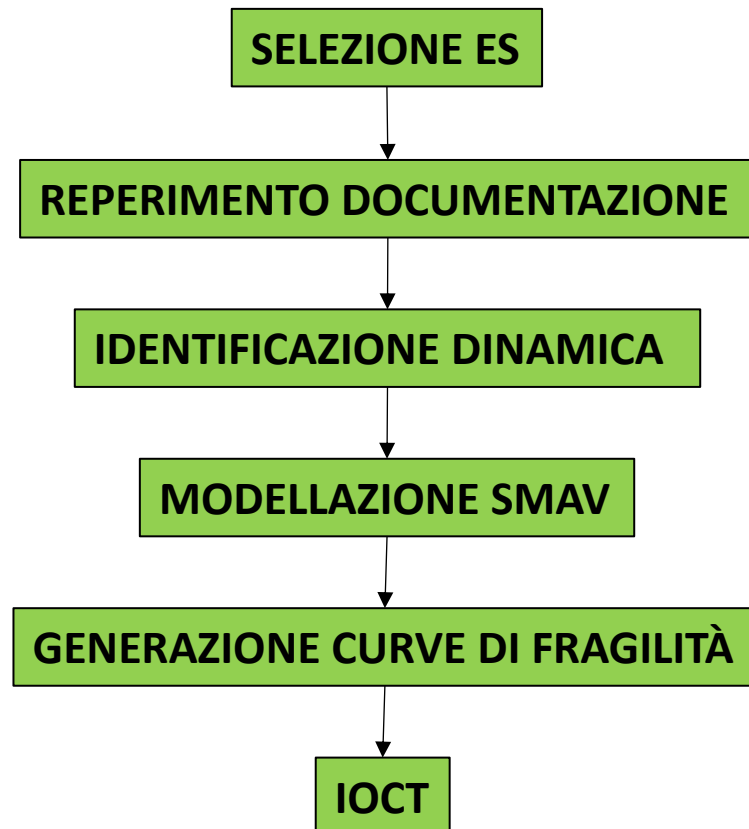 SELEZIONE ES
REPERIMENTO DOCUMENTAZIONE
IDENTIFICAZIONE DINAMICA
MODELLAZIONE SMAV
GENERAZIONE CURVE DI FRAGILITÀ
IOCT